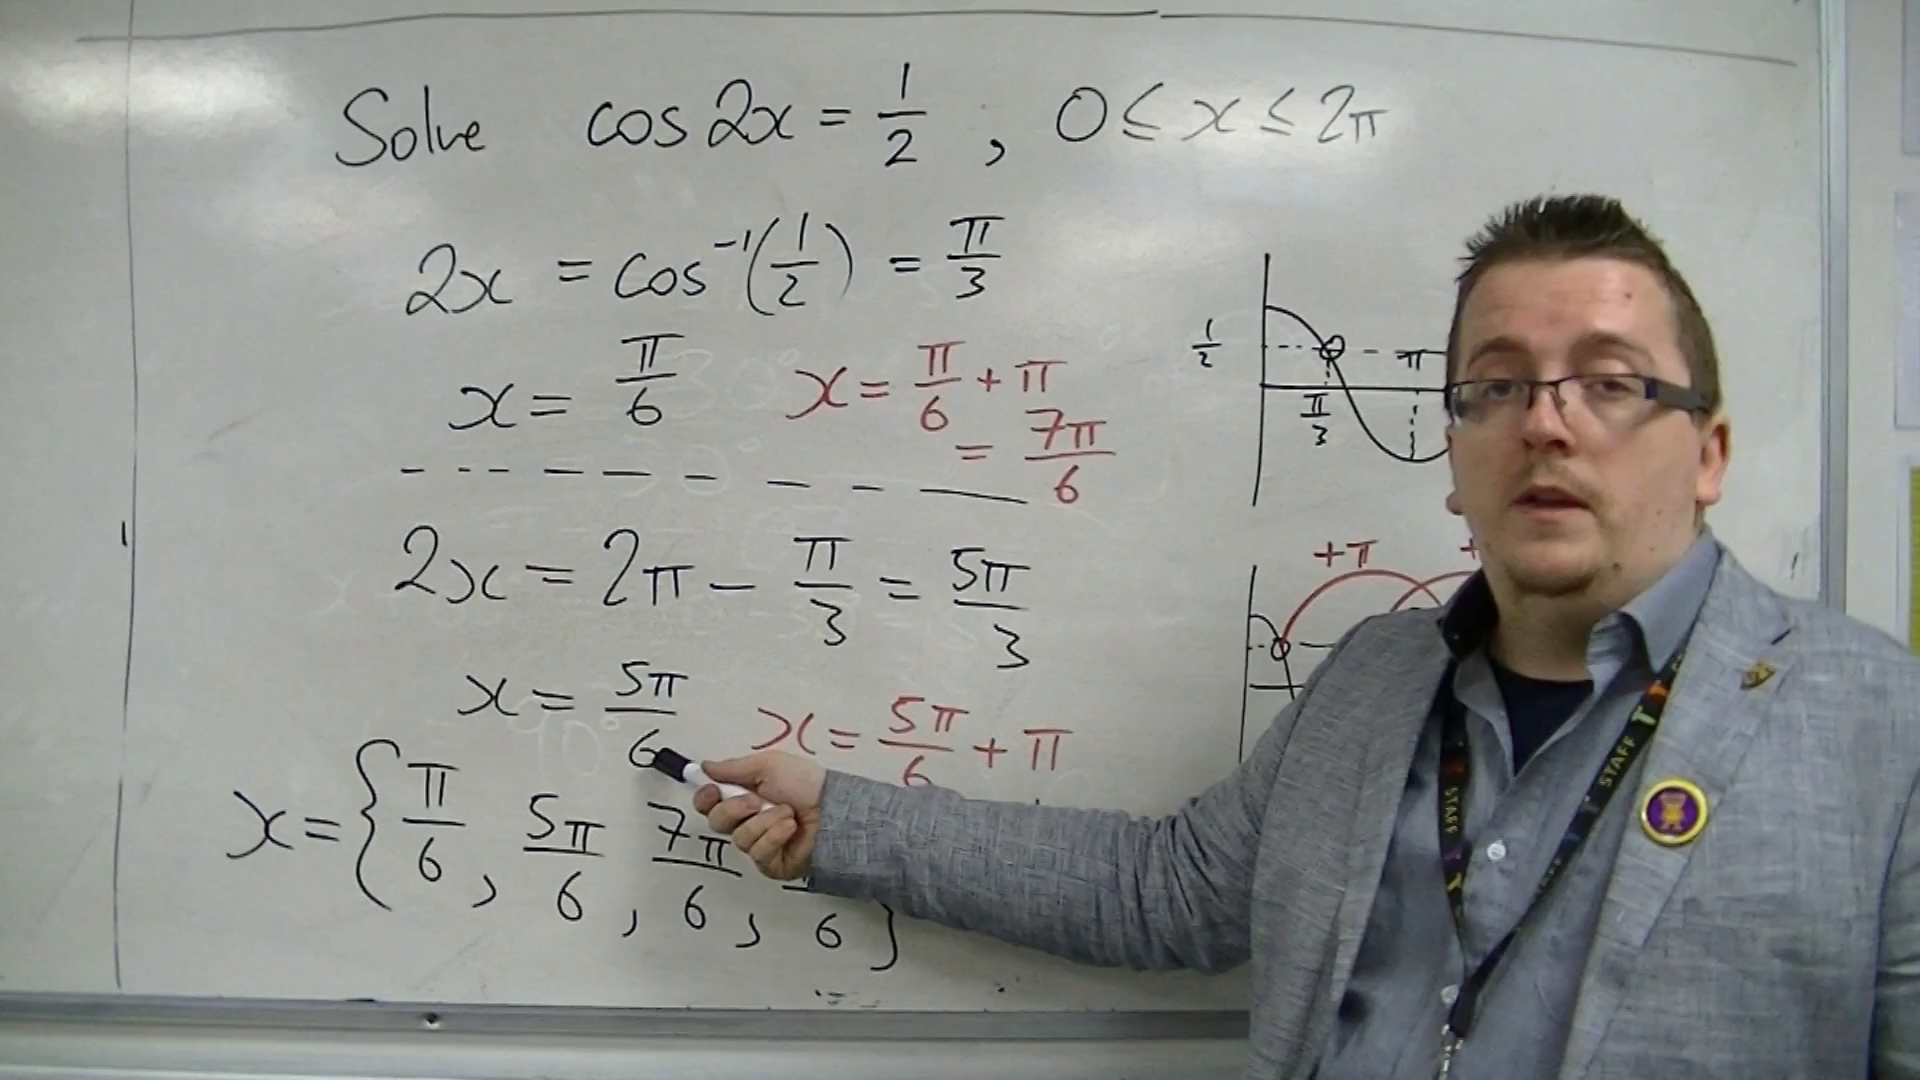 Solve cos 2x = 1/2 , 0 ≤ x ≤ 2π
2x = cos⁻¹(1/2) = π/3
x = π/6 x = π/6 + π
= 7π/6
2x = 2π − π/3 = 5π/3
x = 5π/6 x = 5π/6 + π
x = { π/6 , 5π/6 , 7π/6 , /6 }
1/2 π
π/3
+π +
STAFF
STAFF